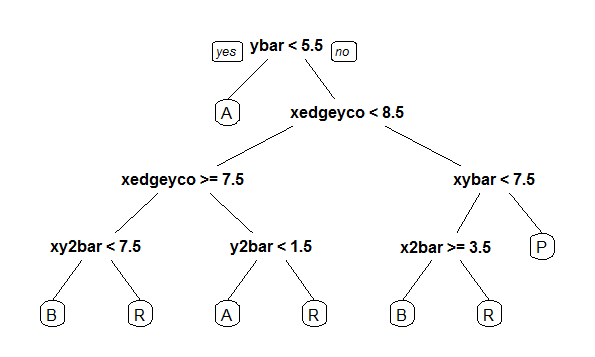 yes ybar < 5.5 no
A xedgeyco < 8.5
xedgeyco >= 7.5 xybar < 7.5
xy2bar < 7.5 y2bar < 1.5 x2bar >= 3.5 P
B R A R B R